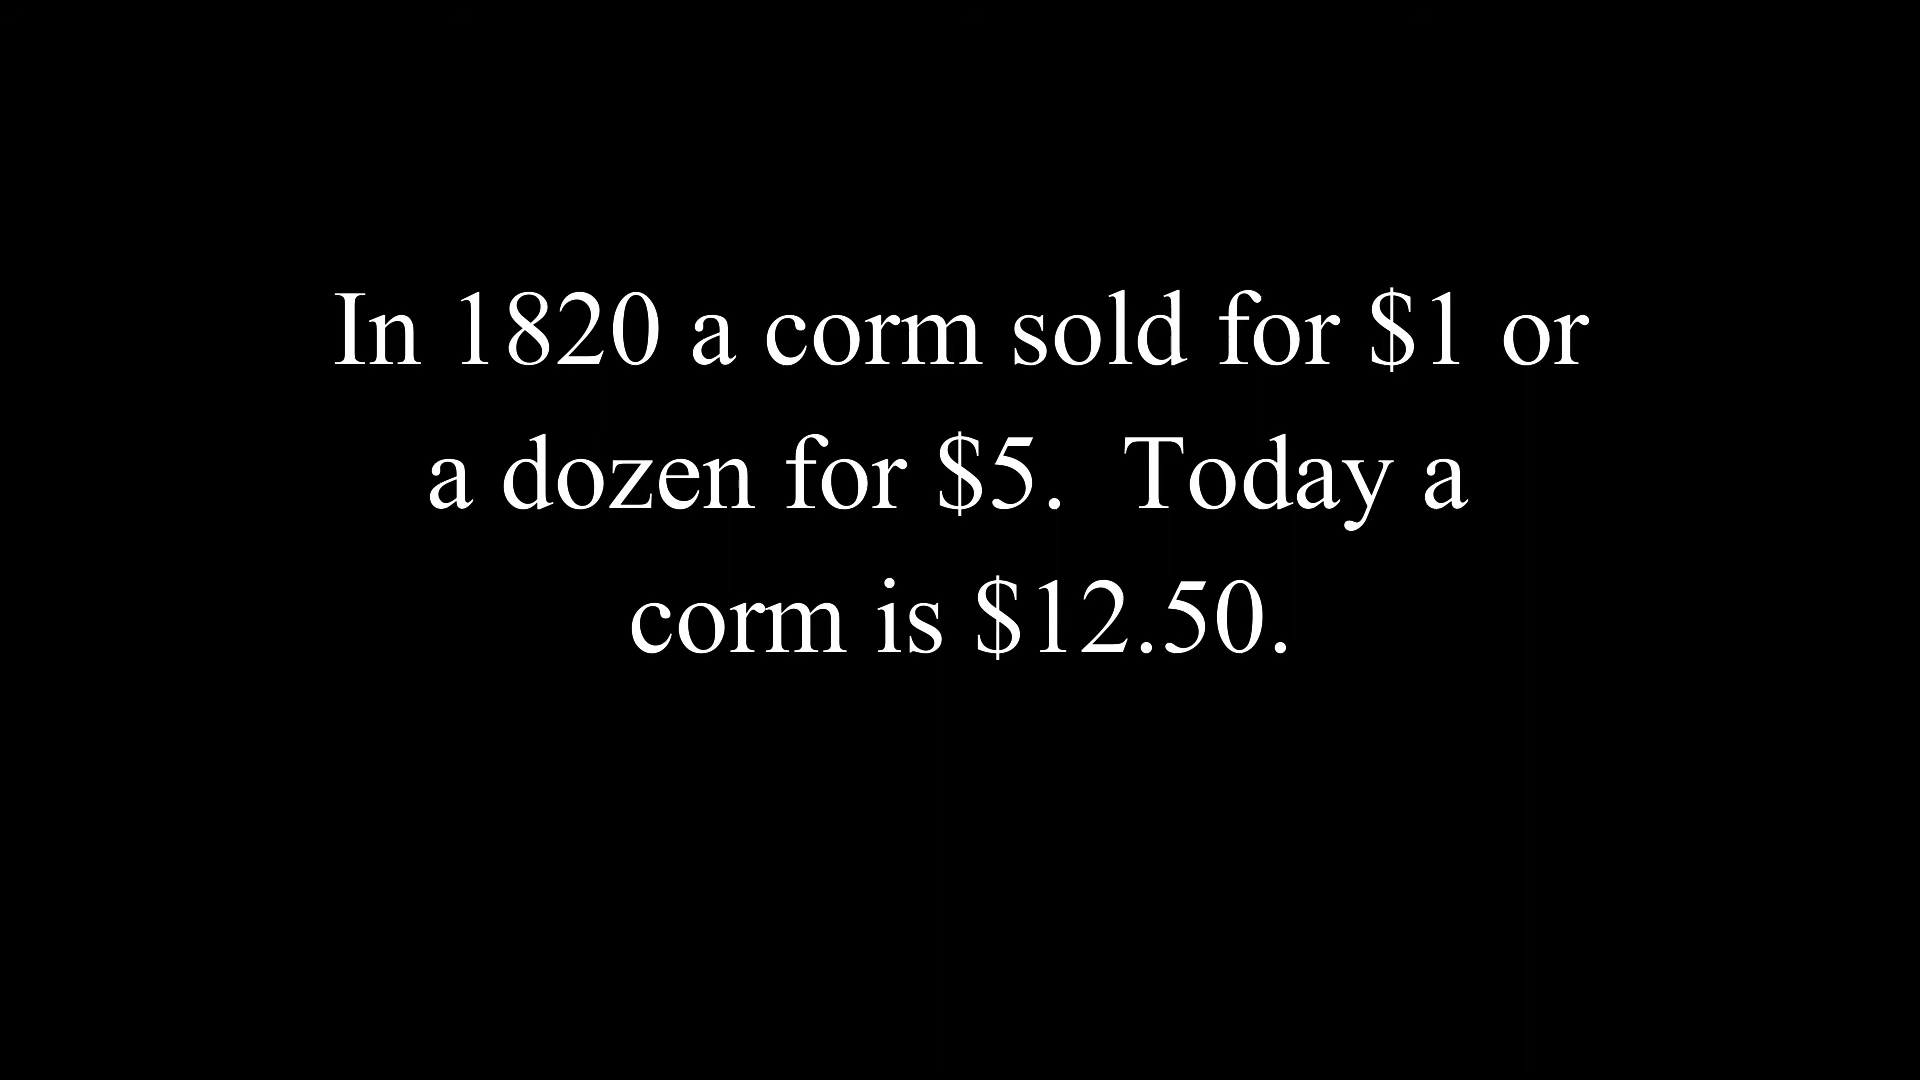 In 1820 a corm sold for $1 or
a dozen for $5.  Today a
corm is $12.50.